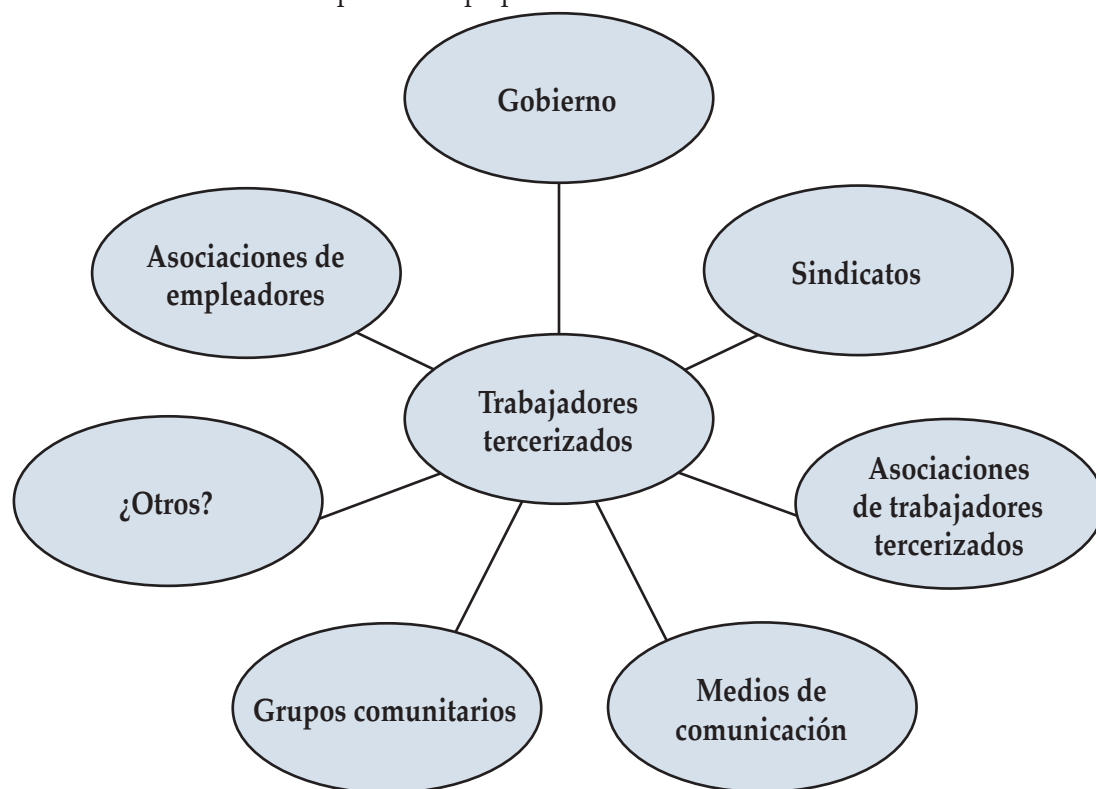 Gobierno
Asociaciones de
empleadores
Sindicatos
Trabajadores
tercerizados
¿Otros?
Asociaciones
de trabajadores
tercerizados
Grupos comunitarios
Medios de
comunicación